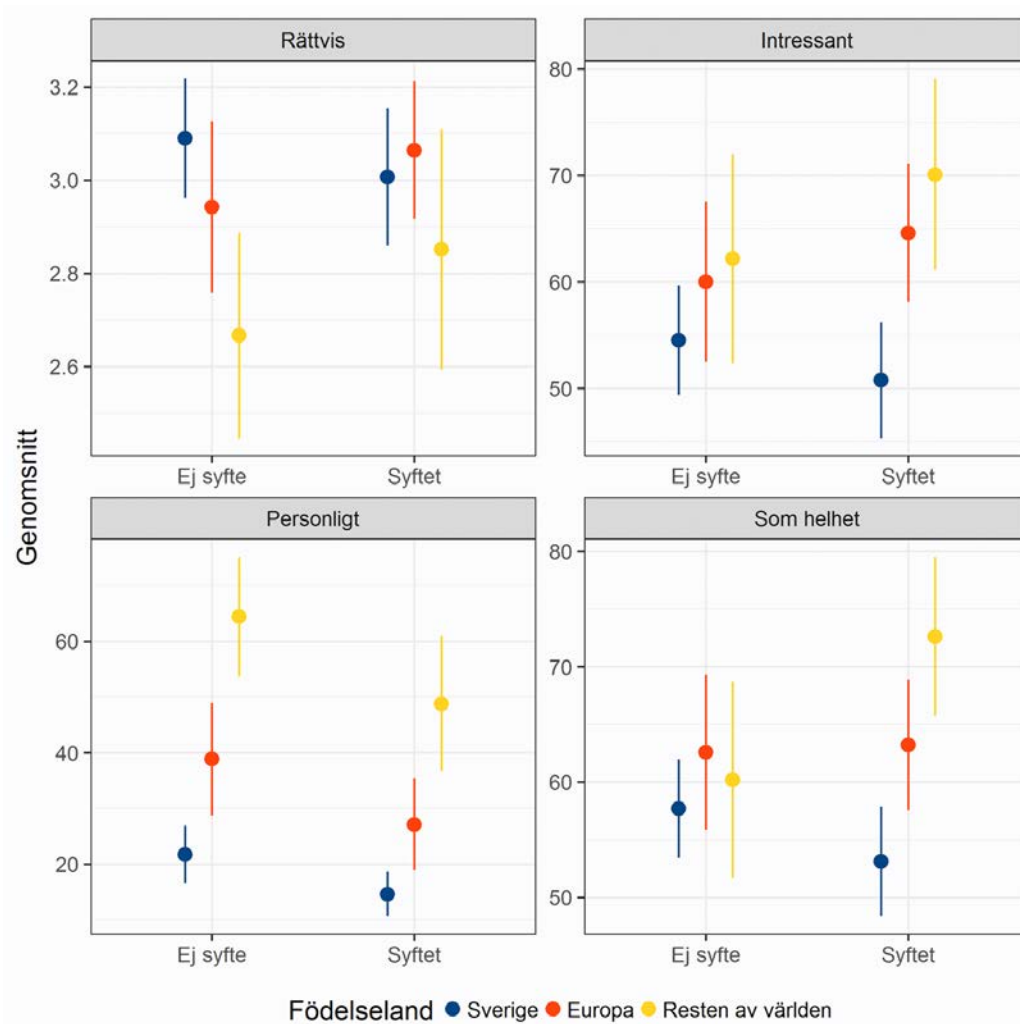 Rättvis
Intressant
Genomsnitt
3.2
3.0
2.8
2.6
80
70
60
50
Ej syfte
Syftet
Ej syfte
Syftet
Personligt
Som helhet
60
40
20
80
70
60
50
Ej syfte
Syftet
Ej syfte
Syftet
Födelseland Sverige Europa Resten av världen